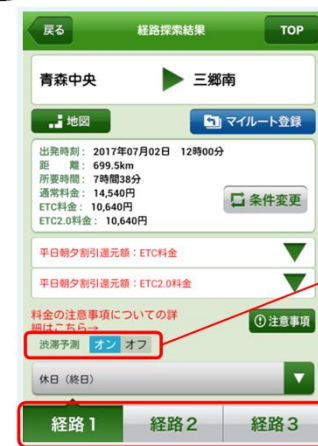 戻る 経路探索結果 TOP
青森中央 三郷南
地図 マイルート登録
出発時刻: 2017年07月02日 12時00分
距 離: 699.5km
所要時間: 7時間38分
通常料金: 14,540円
ETC料金: 10,640円
ETC2.0料金: 10,640円
条件変更
平日朝夕割引還元額:ETC料金
平日朝夕割引還元額:ETC2.0料金
料金の注意事項についての詳
細はこちら→
注意事項
渋滞予測 オン オフ
休日（終日）
経路1 経路2 経路3